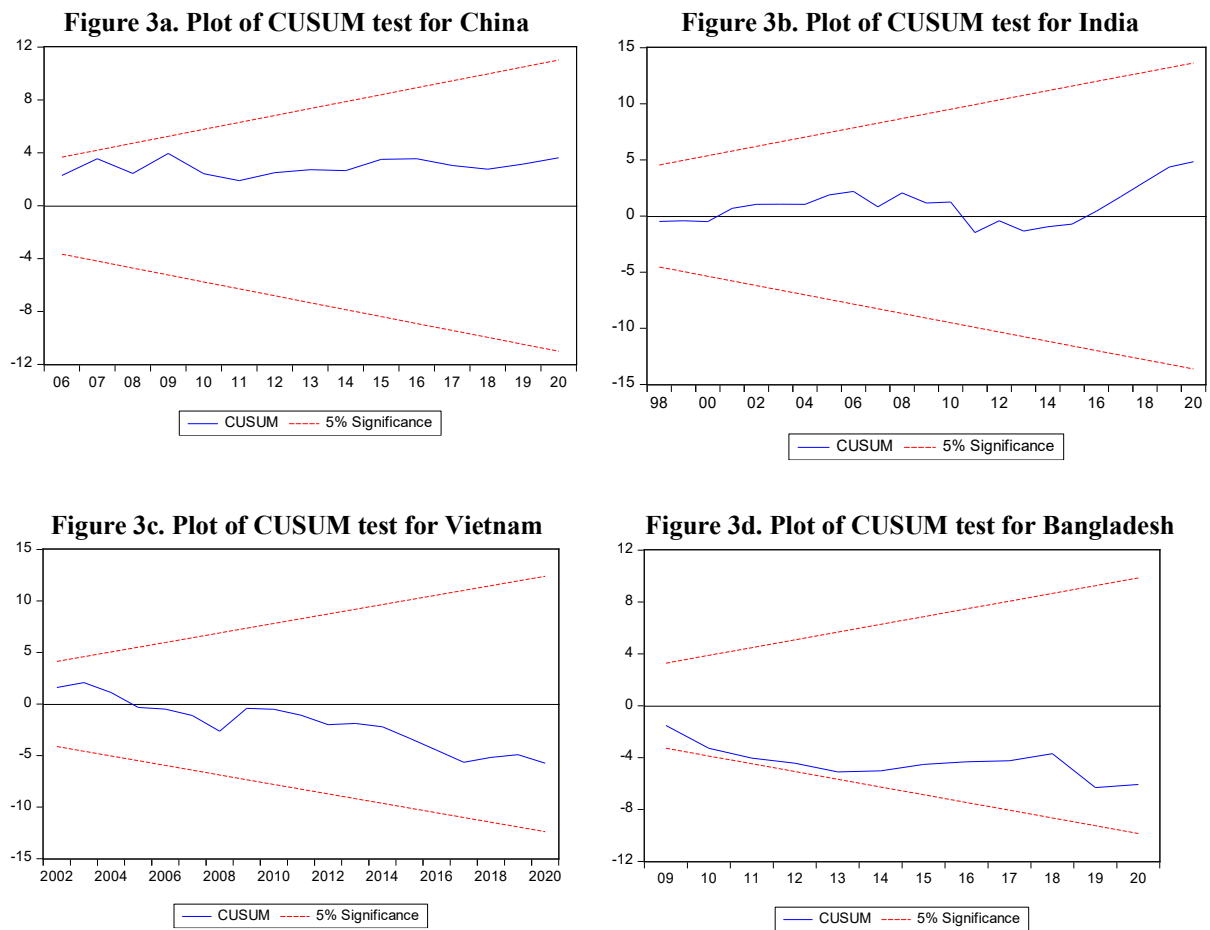 Figure 3a. Plot of CUSUM test for China
12
8
4
0
-4
-8
-12
06 07 08 09 10 11 12 13 14 15 16 17 18 19 20
CUSUM 5% Significance
Figure 3b. Plot of CUSUM test for India
15
10
5
0
-5
-10
-15
98 00 02 04 06 08 10 12 14 16 18 20
CUSUM 5% Significance
Figure 3c. Plot of CUSUM test for Vietnam
15
10
5
0
-5
-10
-15
2002 2004 2006 2008 2010 2012 2014 2016 2018 2020
CUSUM 5% Significance
Figure 3d. Plot of CUSUM test for Bangladesh
12
8
4
0
-4
-8
-12
09 10 11 12 13 14 15 16 17 18 19 20
CUSUM 5% Significance